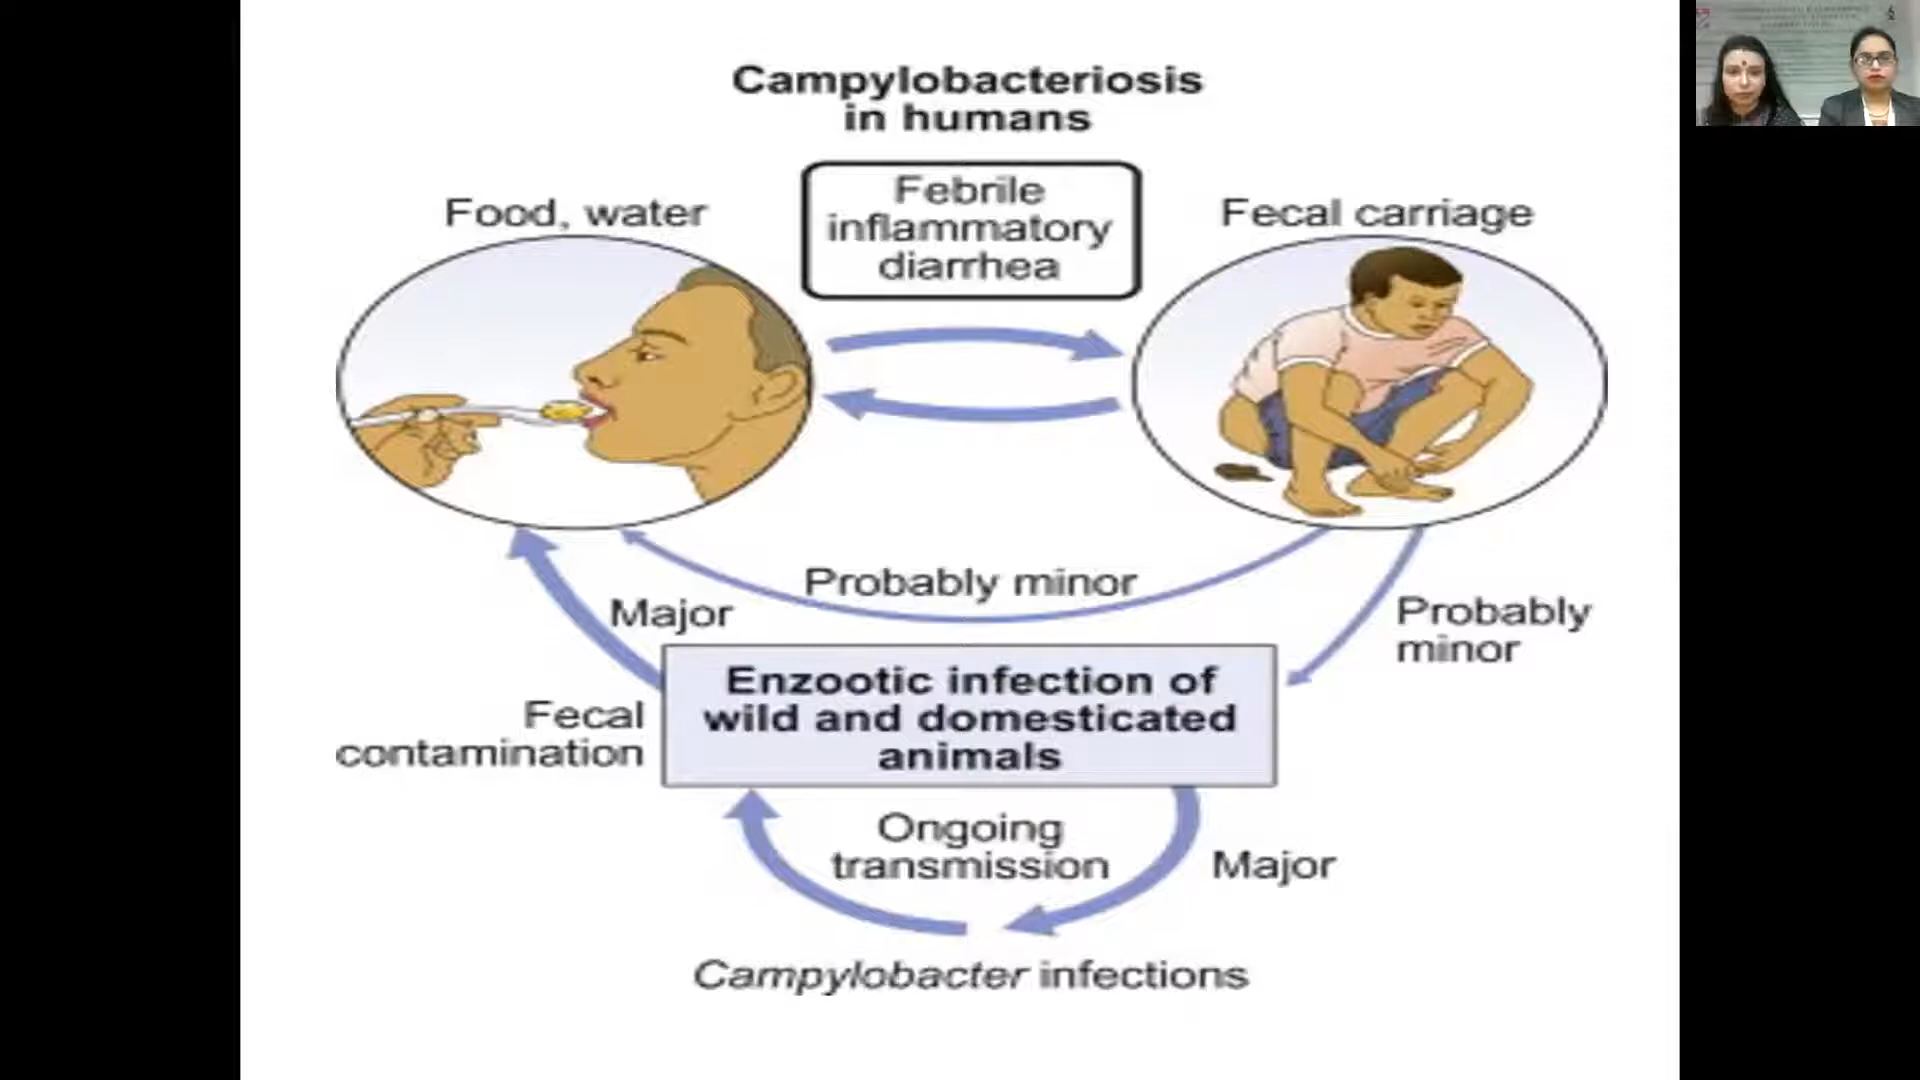 Campylobacteriosis
in humans
Febrile
inflammatory
diarrhea
Food, water
Fecal carriage
Probably minor
Major
Probably
minor
Enzootic infection of
wild and domesticated
animals
Fecal
contamination
Ongoing
transmission
Major
Campylobacter infections